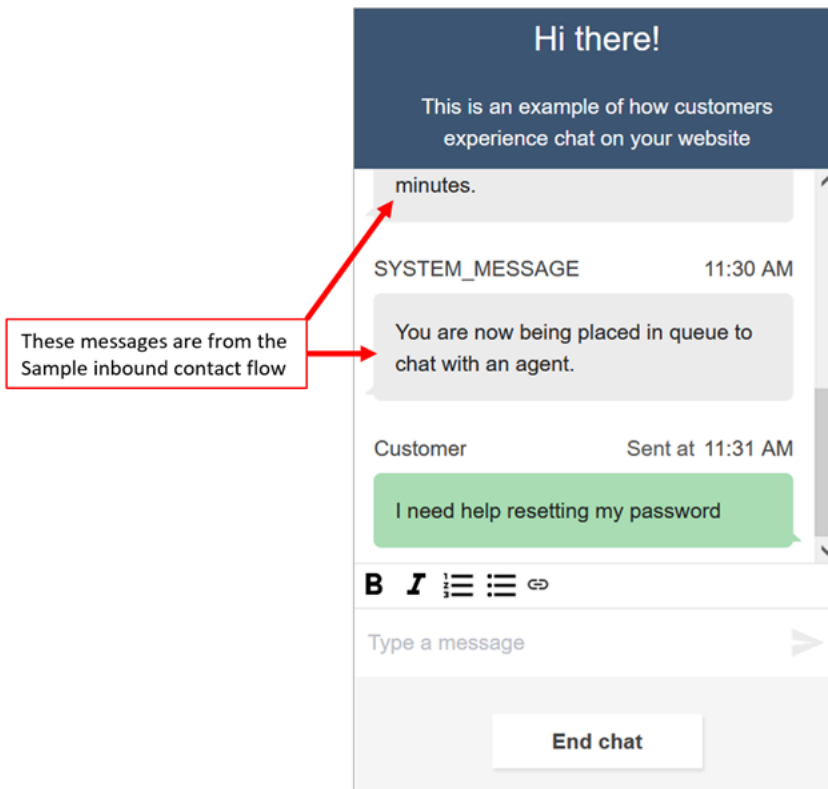 Hi there!
This is an example of how customers
experience chat on your website
minutes.
SYSTEM_MESSAGE 11:30 AM
You are now being placed in queue to
chat with an agent.
These messages are from the
Sample inbound contact flow
Customer Sent at 11:31 AM
I need help resetting my password
B I
Type a message
End chat